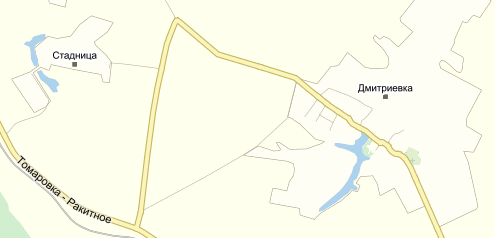 Стадница
Дмитриевка
Томаровка - Ракитное